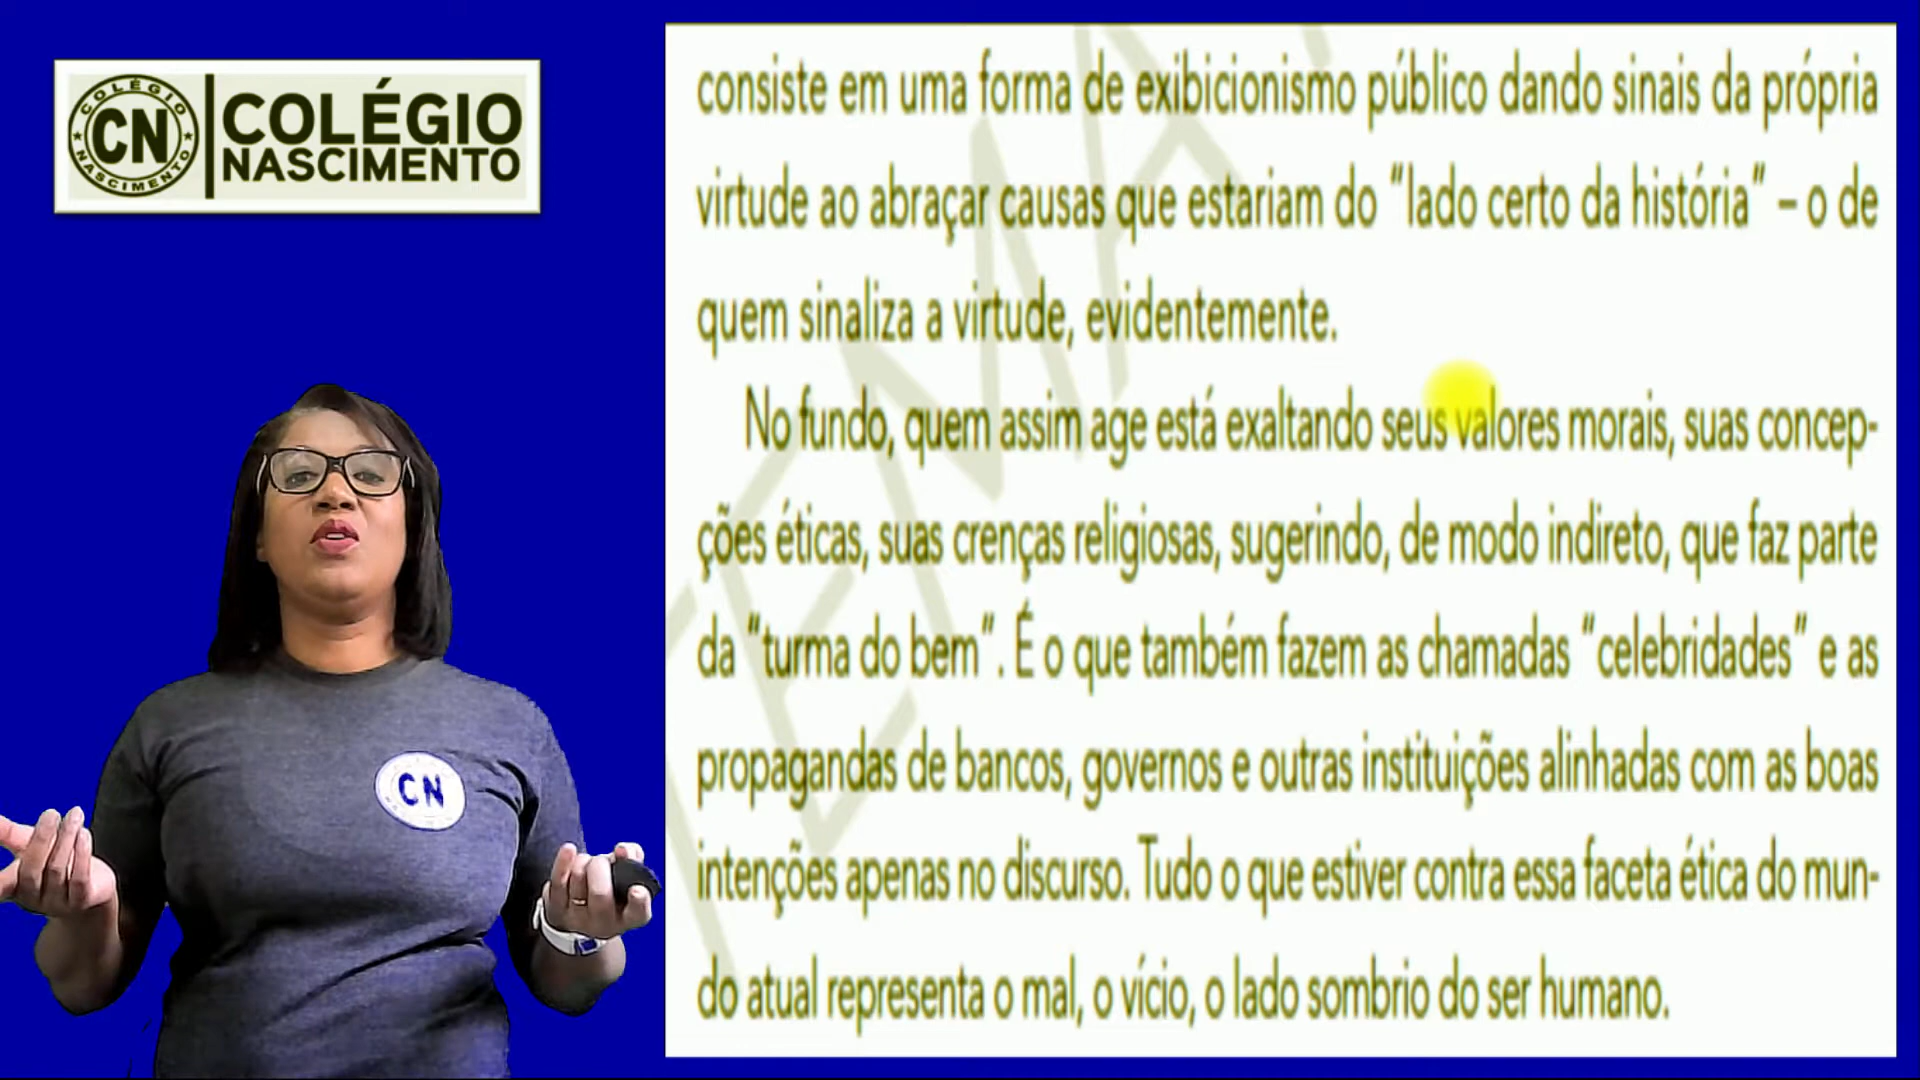 COLÉGIO
CN
NASCIMENTO
COLÉGIO
NASCIMENTO
consiste em uma forma de exibicionismo público dando sinais da própria
virtude ao abraçar causas que estariam do “lado certo da história” – o de
quem sinaliza a virtude, evidentemente.
No fundo, quem assim age está exaltando seus valores morais, suas concep-
ções éticas, suas crenças religiosas, sugerindo, de modo indireto, que faz parte
da “turma do bem”. É o que também fazem as chamadas “celebridades” e as
propagandas de bancos, governos e outras instituições alinhadas com as boas
intenções apenas no discurso. Tudo o que estiver contra essa faceta ética do mun-
do atual representa o mal, o vício, o lado sombrio do ser humano.
CN